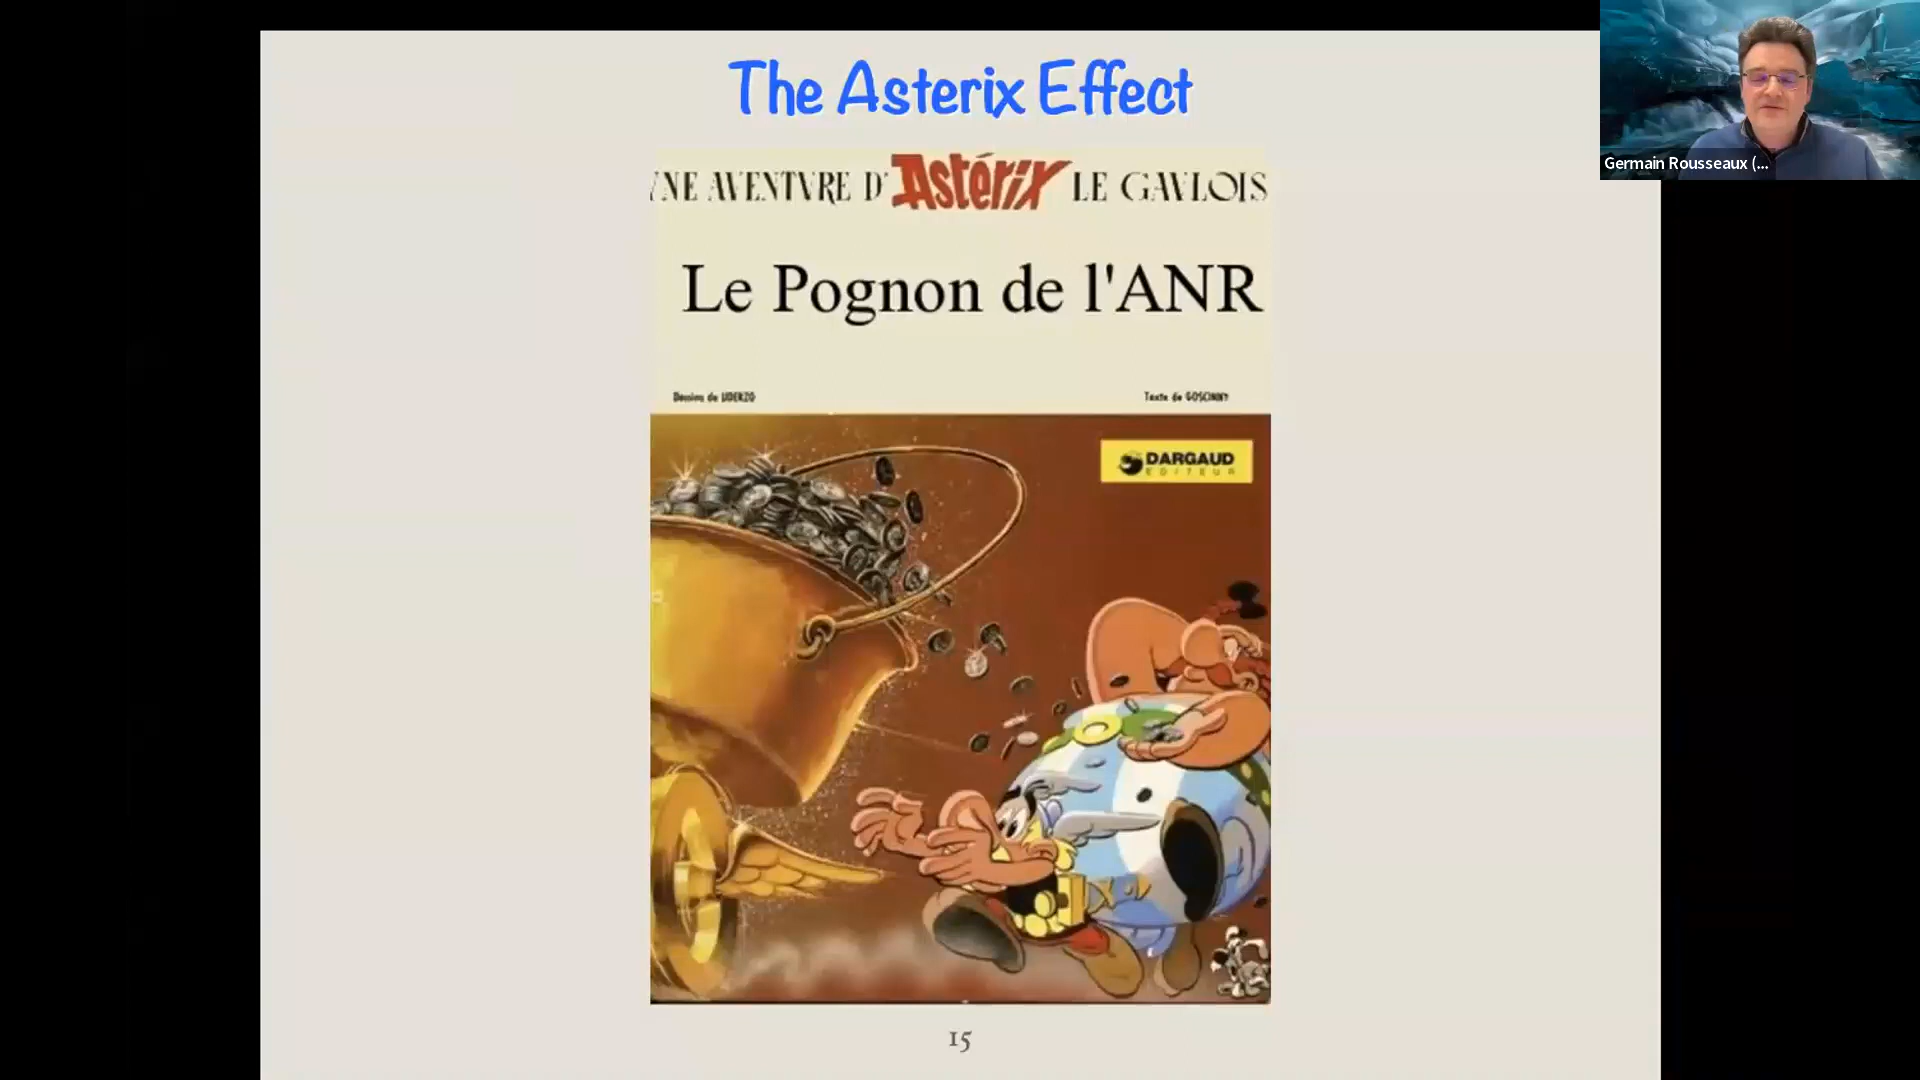 The Asterix Effect
VNE AVENTVRE D'Astérix LE GAVLOIS
Le Pognon de l'ANR
Dessins de UDERZO
Texte de GOSCINNY
DARGAUD
EDITEUR
Germain Rousseaux (...
15